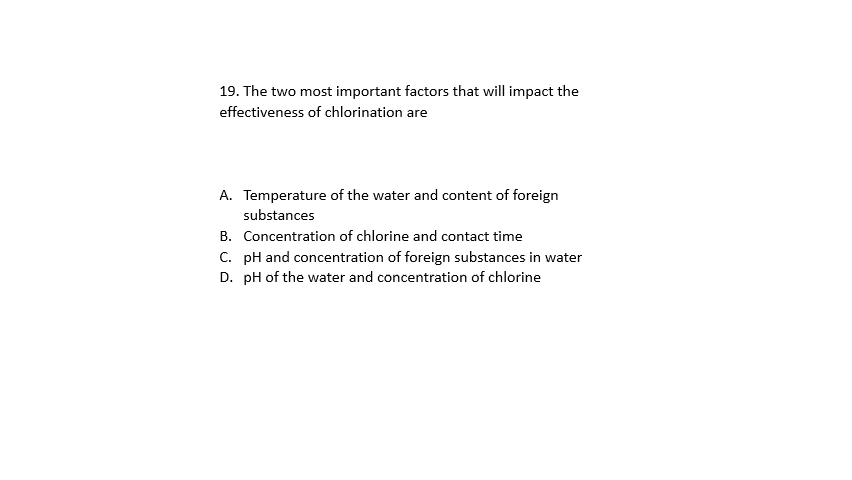 19. The two most important factors that will impact the
effectiveness of chlorination are
A. Temperature of the water and content of foreign
substances
B. Concentration of chlorine and contact time
C. pH and concentration of foreign substances in water
D. pH of the water and concentration of chlorine